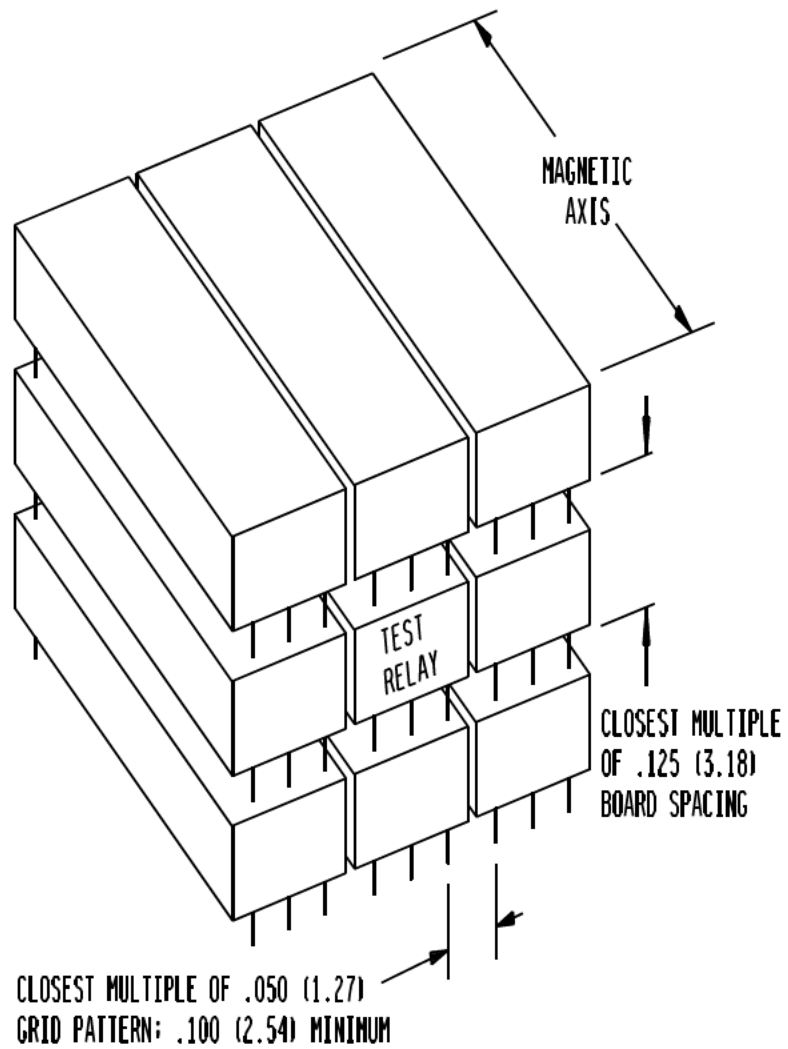 MAGNETIC
AXIS
TEST
RELAY
CLOSEST MULTIPLE
OF .125 (3.18)
BOARD SPACING
CLOSEST MULTIPLE OF .050 (1.27)
GRID PATTERN; .100 (2.54) MINIMUM